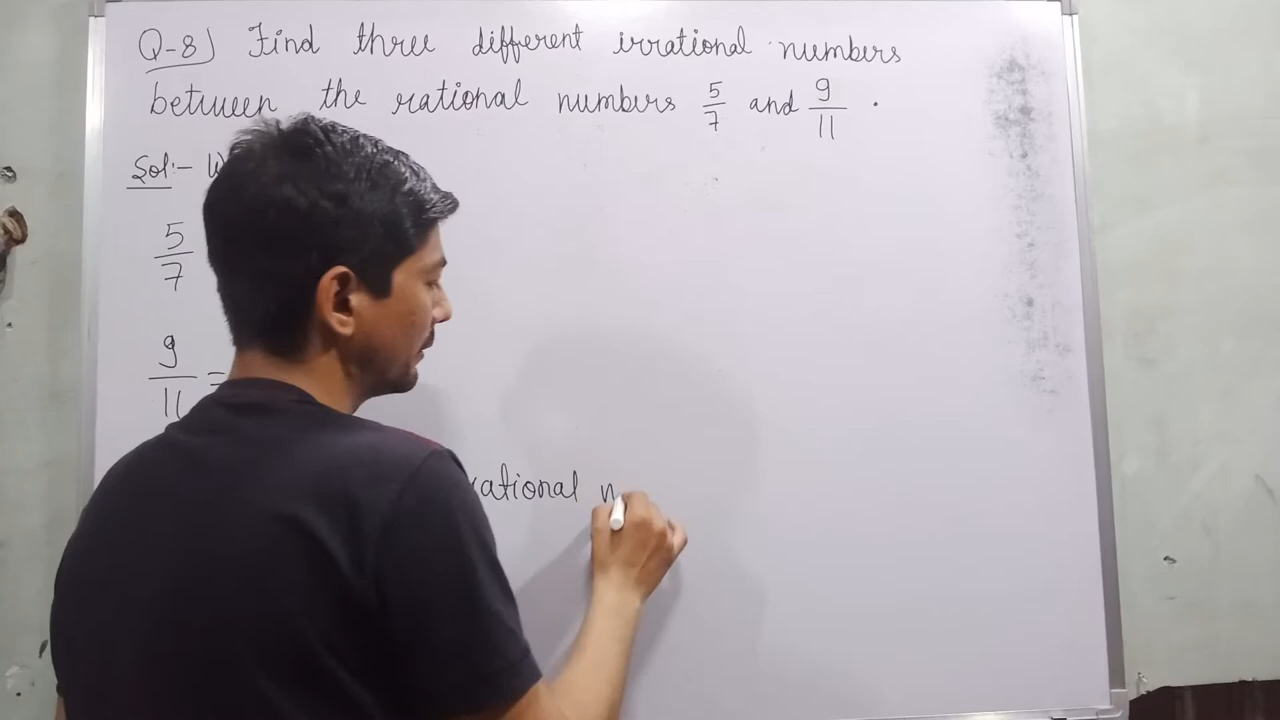 Q-8) Find three different irrational numbers
between the rational numbers 5/7 and 9/11 .
Sol:-
5/7
9/11 =
rational